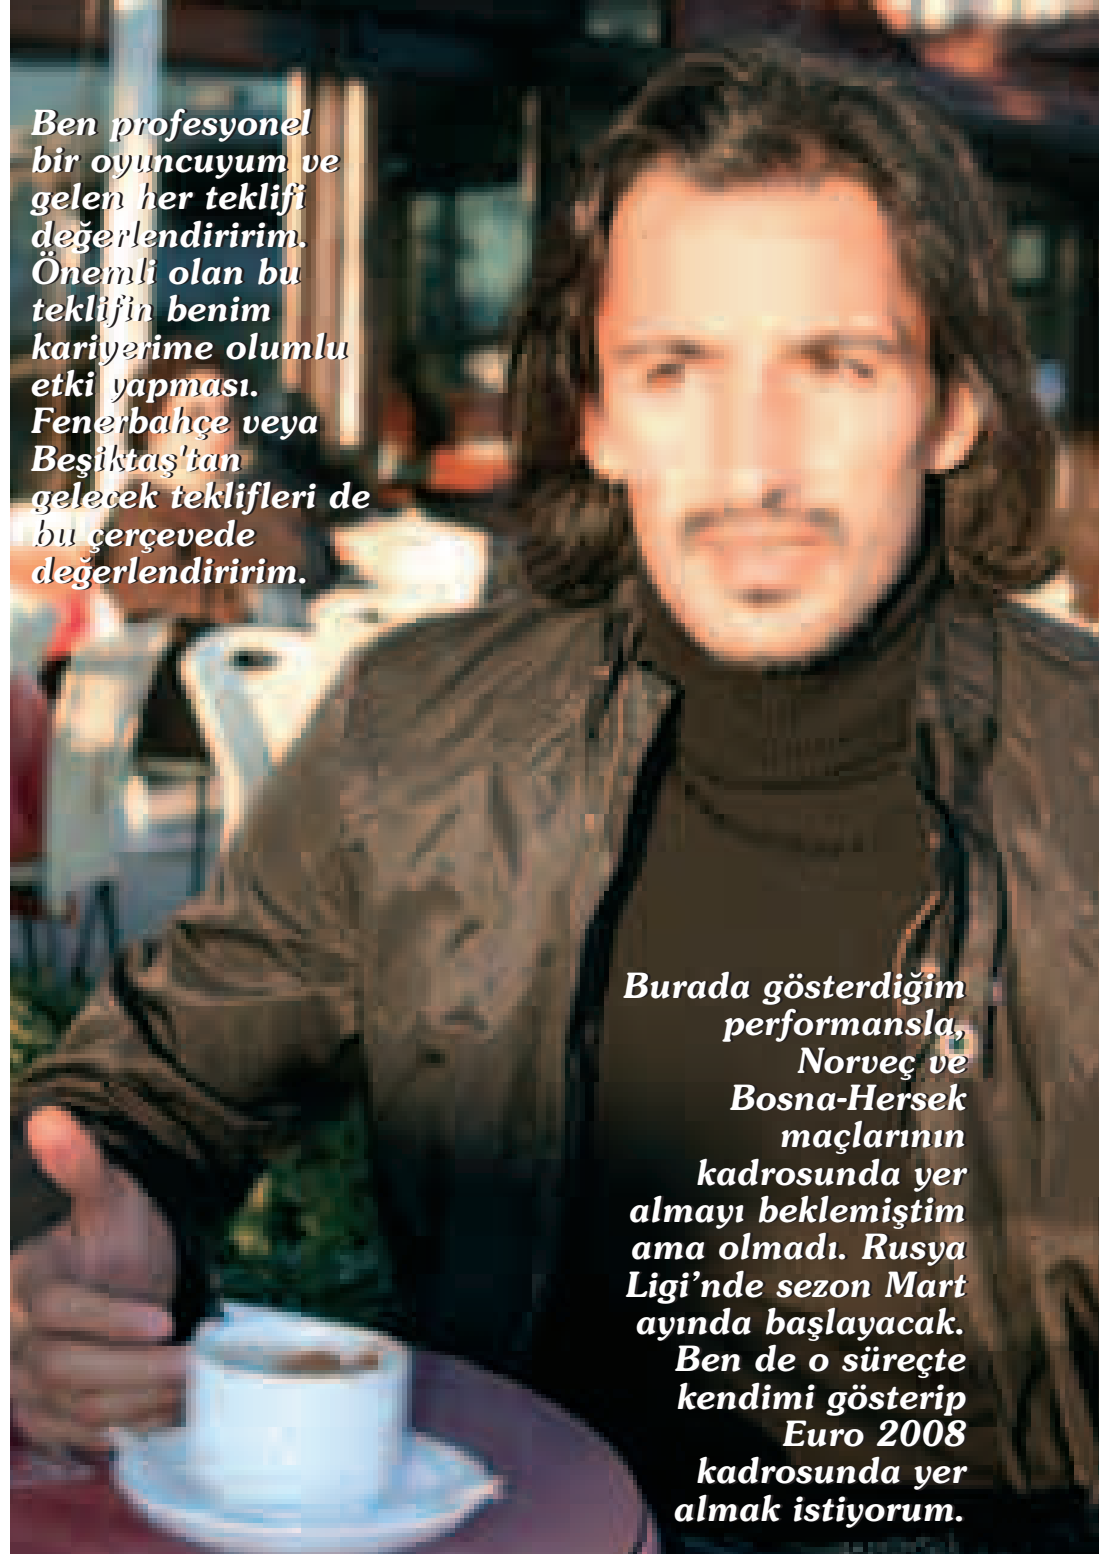 Ben profesyonel
bir oyuncuyum ve
gelen her teklifi
değerlendiririm.
Önemli olan bu
teklifin benim
kariyerime olumlu
etki yapması.
Fenerbahçe veya
Beşiktaş'tan
gelecek teklifleri de
bu çerçevede
değerlendiririm.
Burada gösterdiğim
performansla,
Norveç ve
Bosna-Hersek
maçlarının
kadrosunda yer
almayı beklemiştim
ama olmadı. Rusya
Ligi’nde sezon Mart
ayında başlayacak.
Ben de o süreçte
kendimi gösterip
Euro 2008
kadrosunda yer
almak istiyorum.